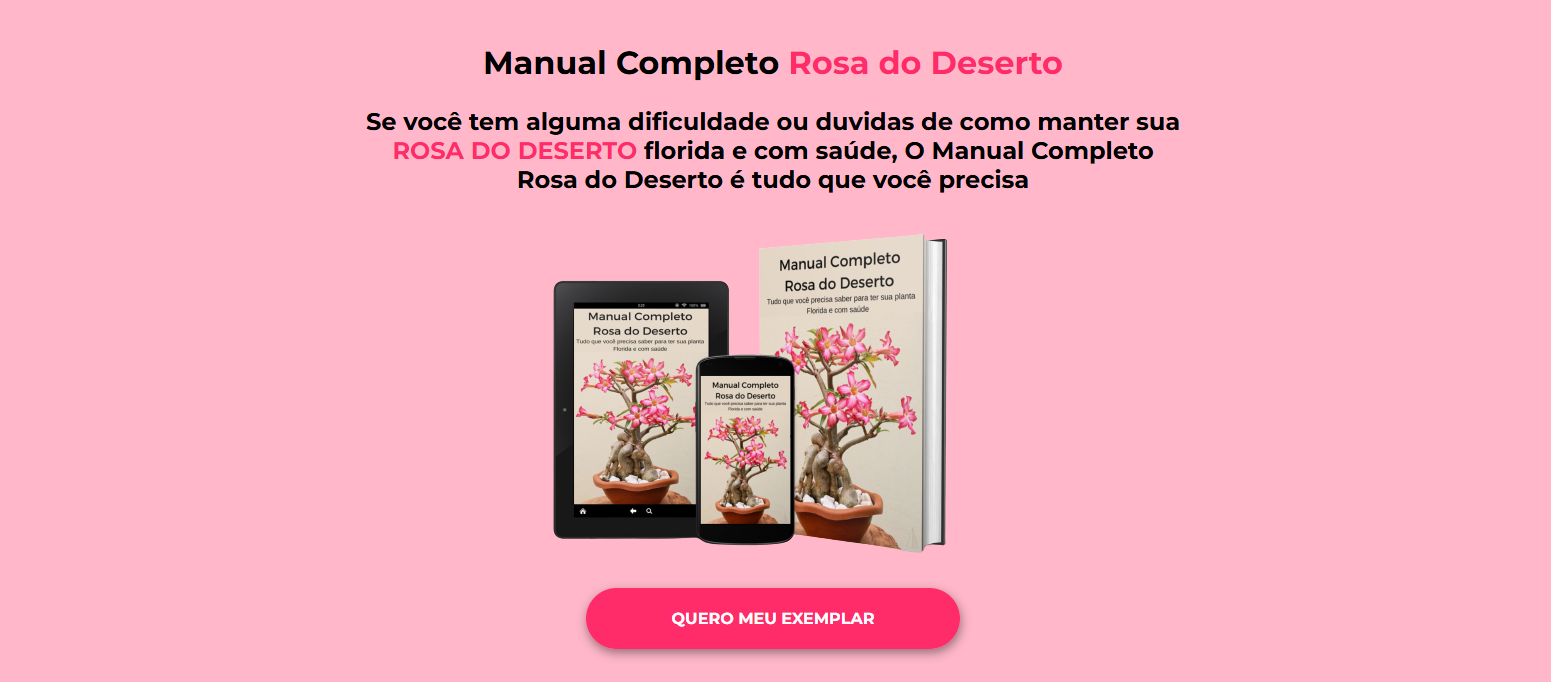 Manual Completo Rosa do Deserto
Se você tem alguma dificuldade ou duvidas de como manter sua
ROSA DO DESERTO florida e com saúde, O Manual Completo
Rosa do Deserto é tudo que você precisa
Manual Completo
Rosa do Deserto
Tudo que você precisa saber para ter sua planta
Florida e com saúde
Manual Completo
Rosa do Deserto
Tudo que você precisa saber para ter sua planta
Florida e com saúde
Manual Completo
Rosa do Deserto
Tudo que você precisa saber para ter sua planta
Florida e com saúde
QUERO MEU EXEMPLAR